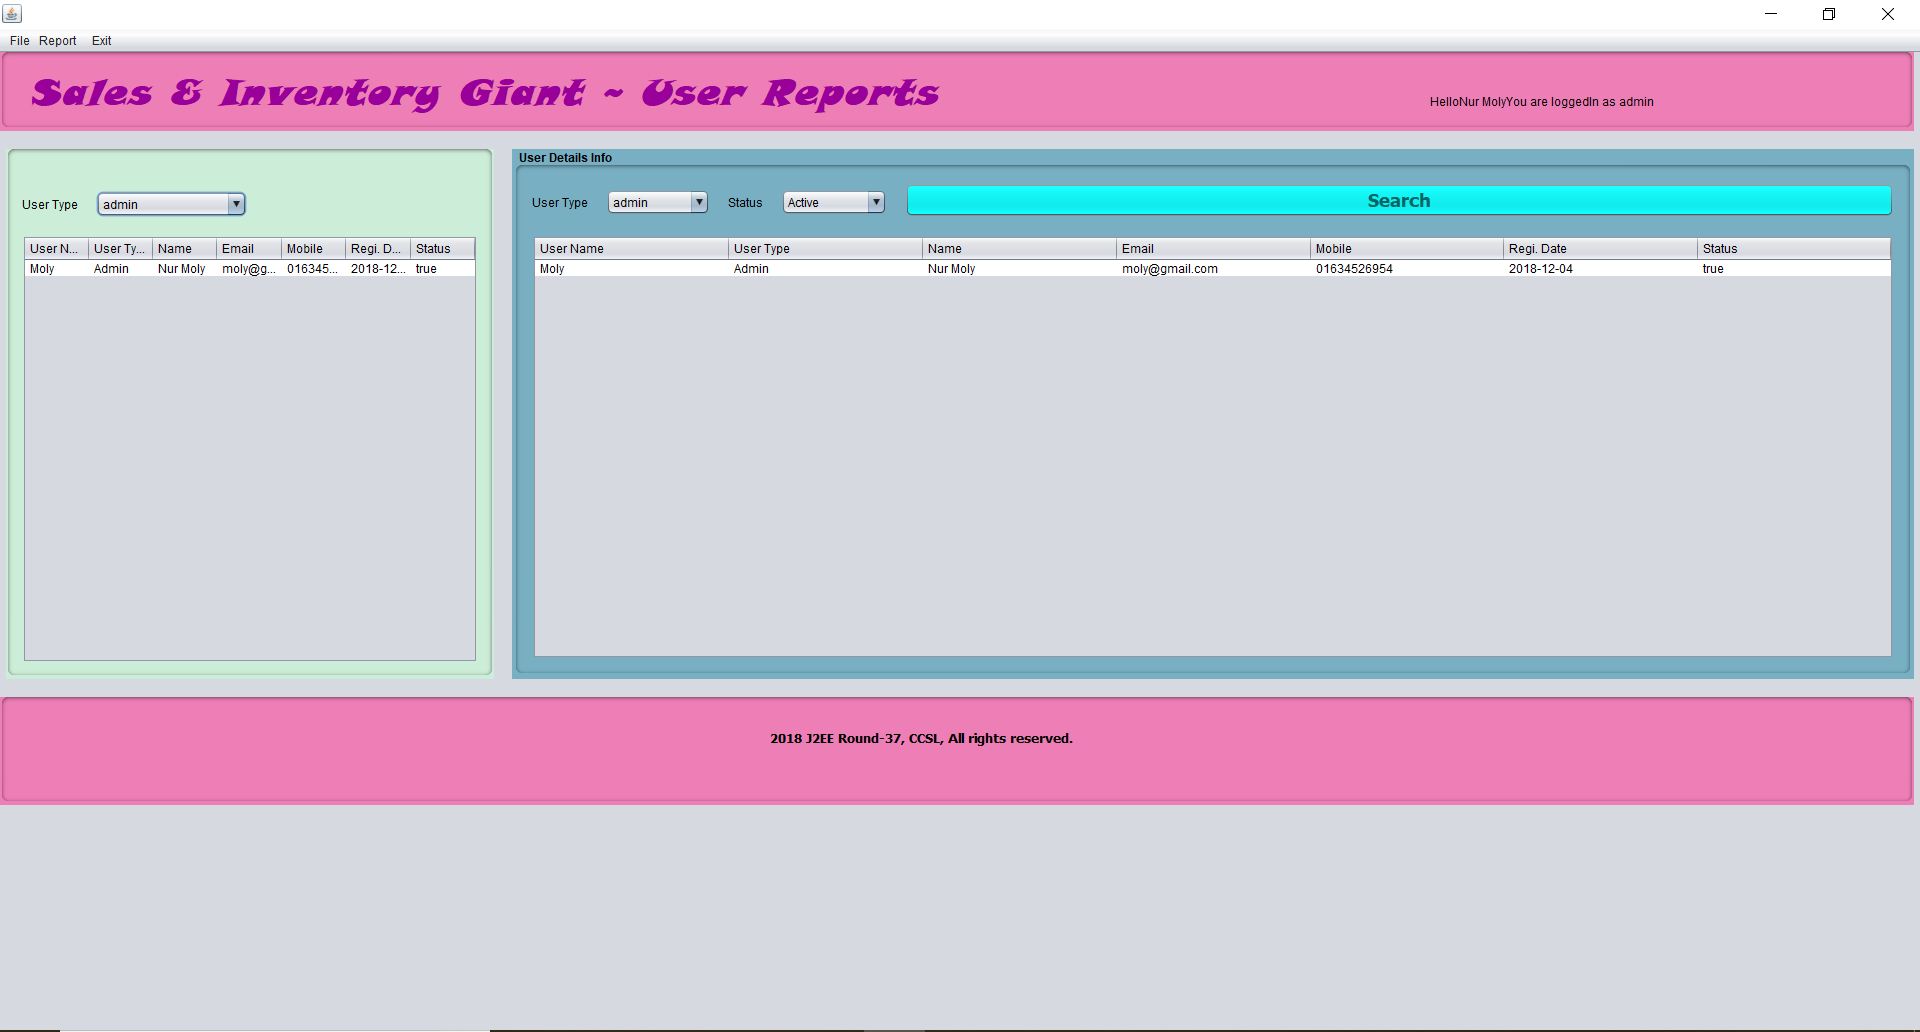 File Report Exit
Sales & Inventory Giant ~ User Reports
HelloNur MolyYou are loggedIn as admin
User Type admin
User N... User Ty... Name Email Mobile Regi. D... Status
Moly Admin Nur Moly moly@g... 016345... 2018-12... true
User Details Info
User Type admin Status Active Search
User Name User Type Name Email Mobile Regi. Date Status
Moly Admin Nur Moly moly@gmail.com 01634526954 2018-12-04 true
2018 J2EE Round-37, CCSL, All rights reserved.